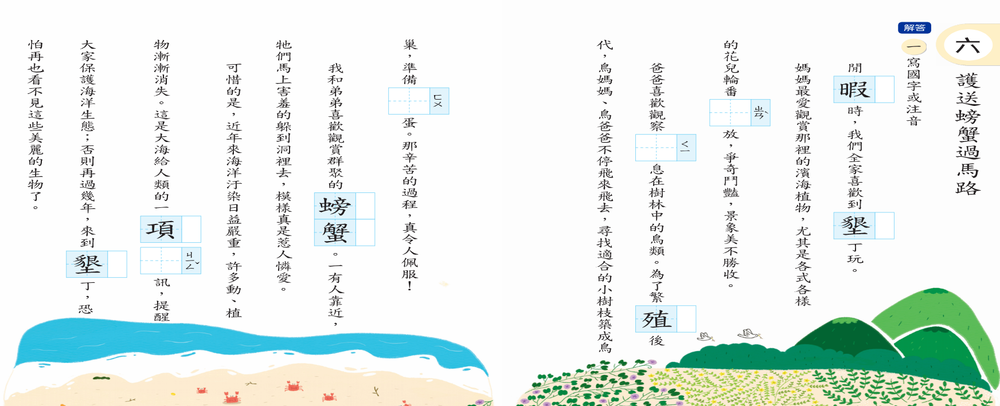 解答
六
護送螃蟹過馬路
一 寫國字或注音
閒暇時，我們全家喜歡到墾丁玩。
媽媽最愛觀賞那裡的濱海植物，尤其是各式各樣
的花兒輪番ㄓㄢˋ放，爭奇鬥豔，景象美不勝收。
爸爸喜歡觀察ㄑㄧ息在樹林中的鳥類。為了繁殖後
代，鳥媽媽、鳥爸爸不停飛來飛去，尋找適合的小樹枝築成鳥
巢，準備ㄈㄨ蛋。那辛苦的過程，真令人佩服！
我和弟弟喜歡觀賞群聚的螃蟹。一有人靠近，
牠們馬上害羞的躲到洞裡去，模樣真是惹人憐愛。
可惜的是，近年來海洋汙染日益嚴重，許多動、植
物漸漸消失。這是大海給人類的一項ㄐㄧㄥˇ訊，提醒
大家保護海洋生態；否則再過幾年，來到墾丁，恐
怕再也看不見這些美麗的生物了。